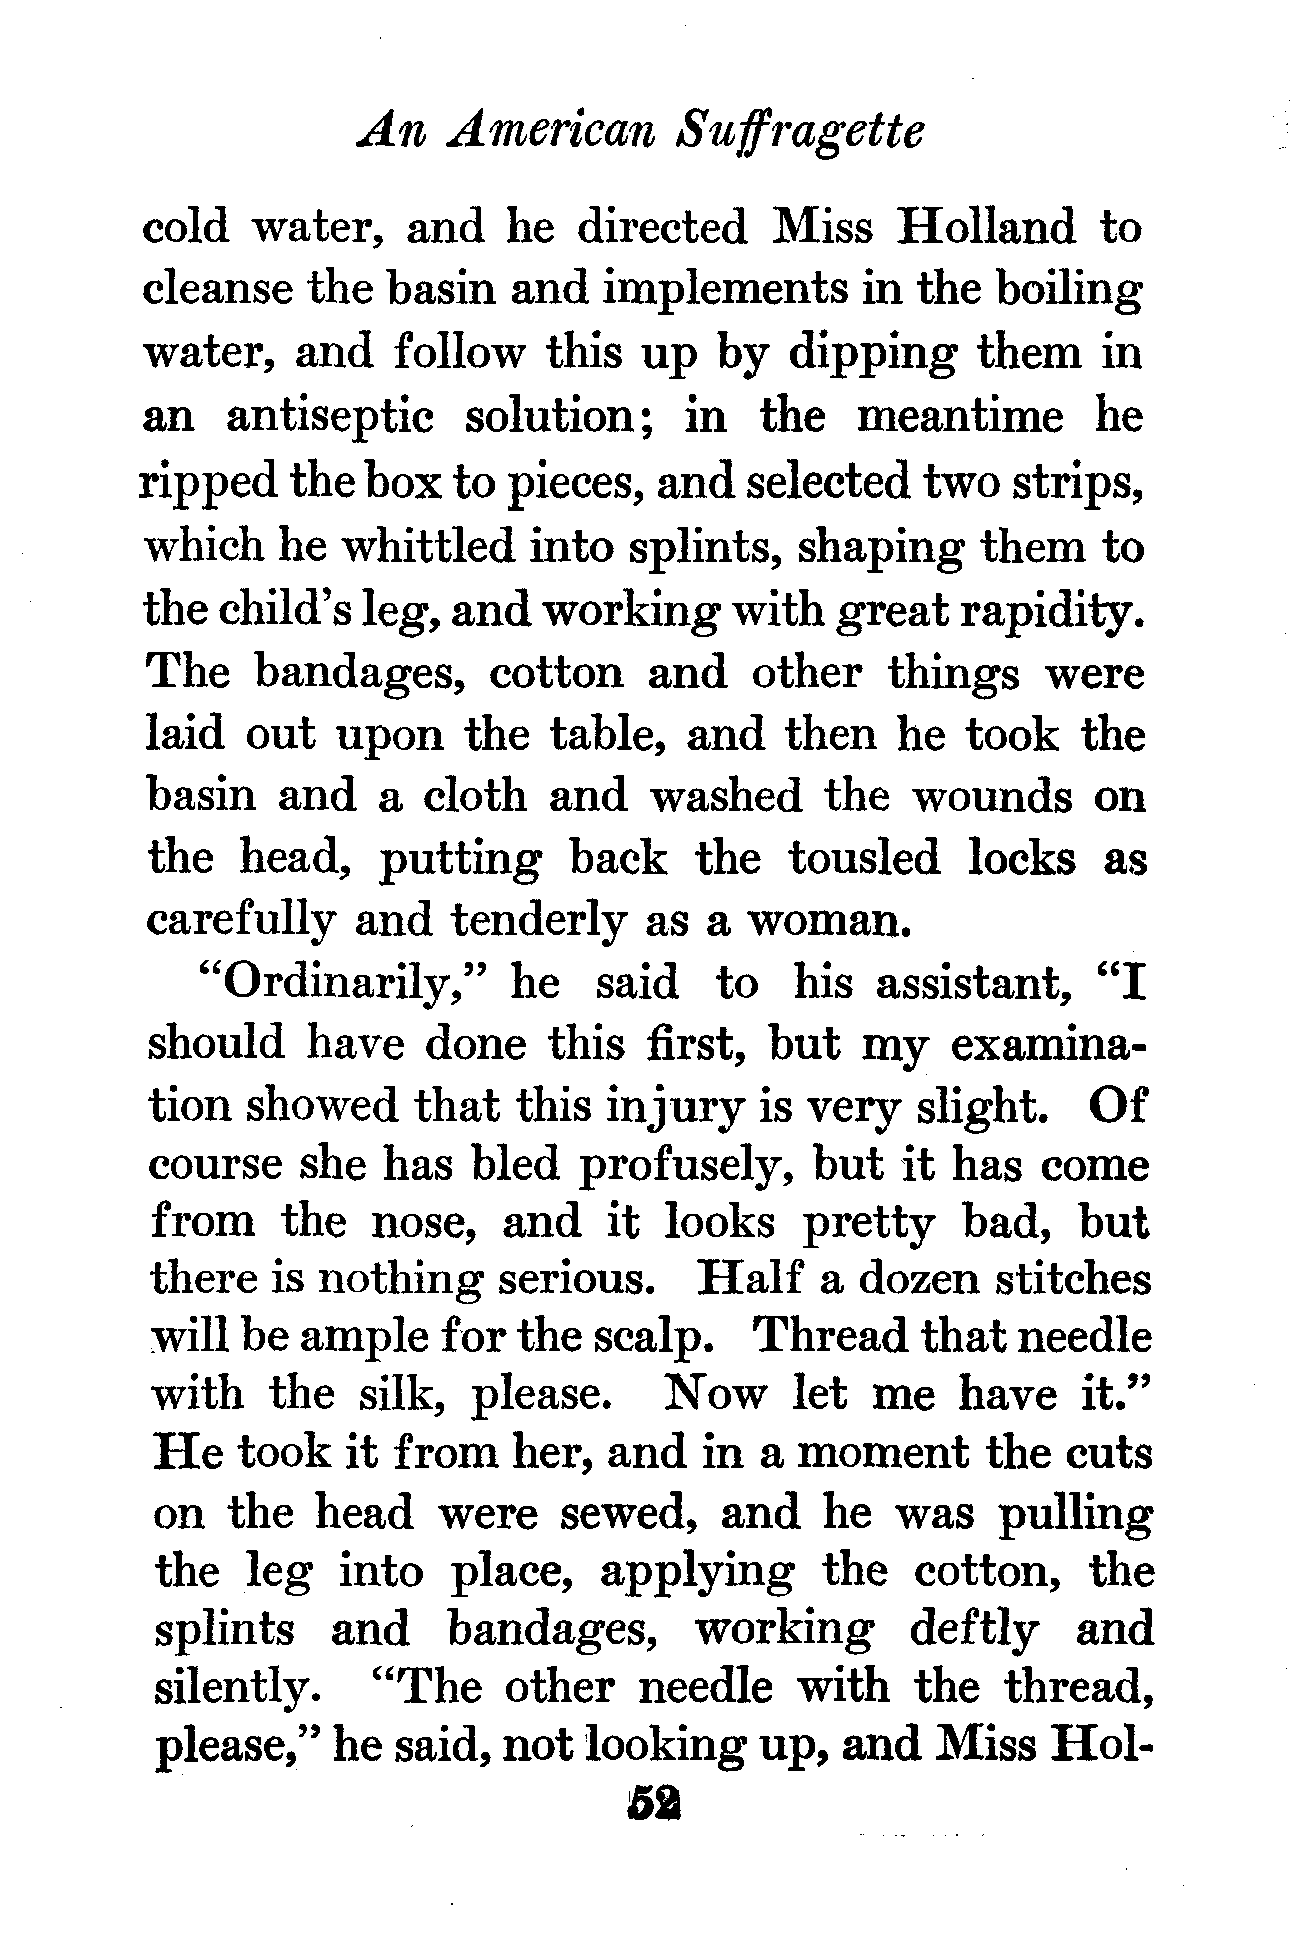 An American Suffragette
cold water, and he directed Miss Holland to
cleanse the basin and implements in the boiling
water, and follow this up by dipping them in
an antiseptic solution; in the meantime he
ripped the box to pieces, and selected two strips,
which he whittled into splints, shaping them to
the child's leg, and working with great rapidity.
The bandages, cotton and other things were
laid out upon the table, and then he took the
basin and a cloth and washed the wounds on
the head, putting back the tousled locks as
carefully and tenderly as a woman.
“Ordinarily,” he said to his assistant, “I
should have done this first, but my examina-
tion showed that this injury is very slight. Of
course she has bled profusely, but it has come
from the nose, and it looks pretty bad, but
there is nothing serious. Half a dozen stitches
will be ample for the scalp. Thread that needle
with the silk, please. Now let me have it.”
He took it from her, and in a moment the cuts
on the head were sewed, and he was pulling
the leg into place, applying the cotton, the
splints and bandages, working deftly and
silently. “The other needle with the thread,
please,” he said, not looking up, and Miss Hol-
52